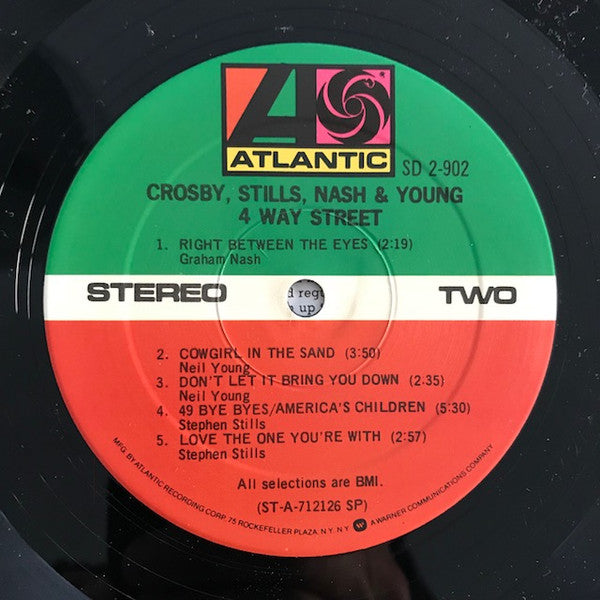 ATLANTIC
SD 2-902
CROSBY, STILLS, NASH & YOUNG
4 WAY STREET
1. RIGHT BETWEEN THE EYES (2:19)
Graham Nash
STEREO
TWO
d reg
up
2. COWGIRL IN THE SAND (3:50)
Neil Young
3. DON'T LET IT BRING YOU DOWN (2:35)
Neil Young
4. 49 BYE BYES/AMERICA'S CHILDREN (5:30)
Stephen Stills
5. LOVE THE ONE YOU'RE WITH (2:57)
Stephen Stills
All selections are BMI.
(ST-A-712126 SP)
MFG. BY ATLANTIC RECORDING CORP. 75 ROCKEFELLER PLAZA, N.Y. N.Y. A WARNER COMMUNICATIONS COMPANY